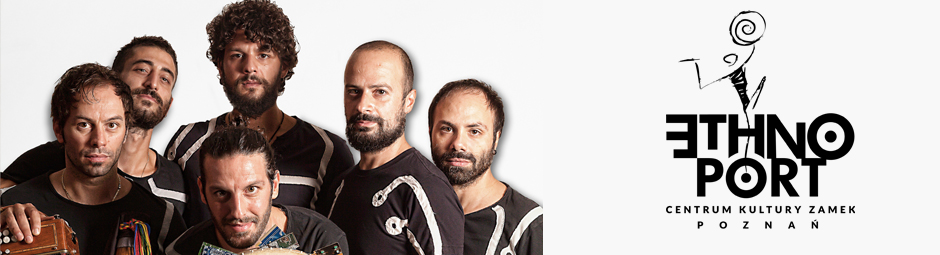 ETHNO
PORT
CENTRUM KULTURY ZAMEK
POZNAŃ